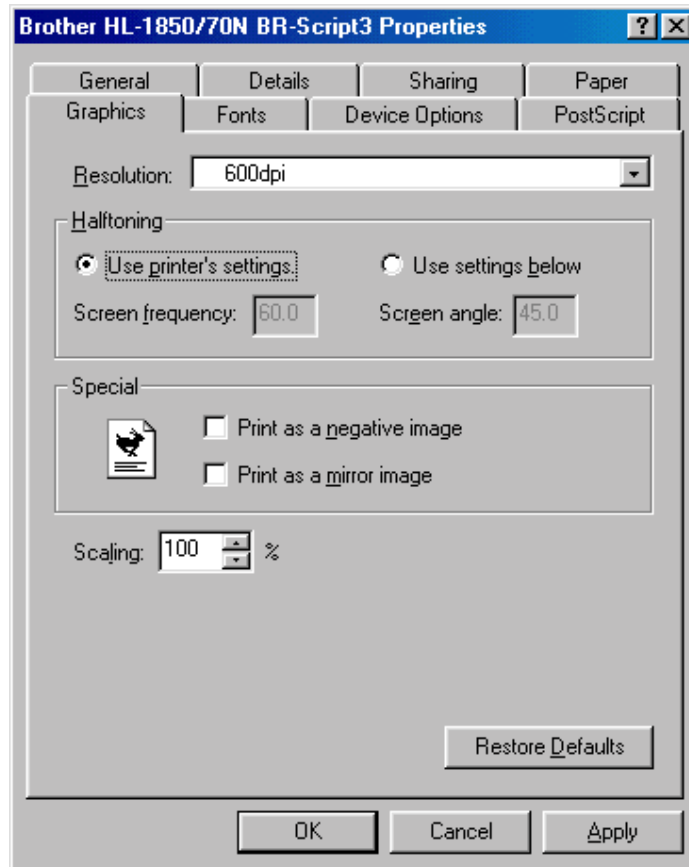 Brother HL-1850/70N BR-Script3 Properties
General Details Sharing Paper
Graphics Fonts Device Options PostScript
Resolution: 600dpi
Halftoning
Use printer's settings. Use settings below
Screen frequency: 60.0 Screen angle: 45.0
Special
Print as a negative image
Print as a mirror image
Scaling: 100 %
Restore Defaults
OK Cancel Apply